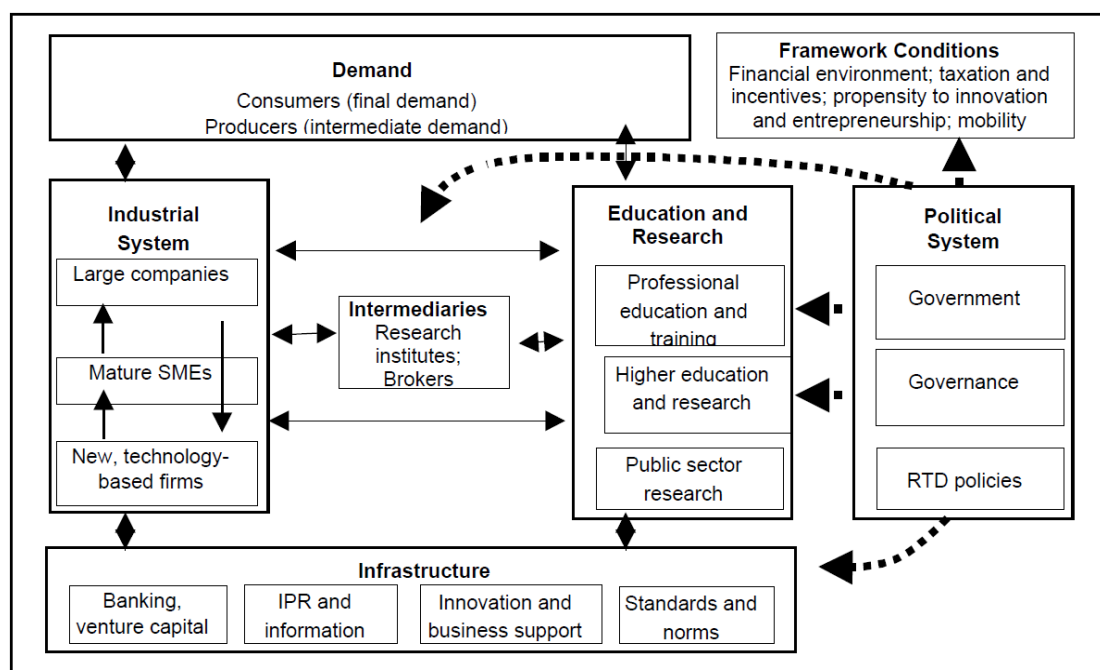 Demand
Consumers (final demand)
Producers (intermediate demand)
Framework Conditions
Financial environment; taxation and
incentives; propensity to innovation
and entrepreneurship; mobility
Industrial
System
Large companies
Mature SMEs
New, technology-
based firms
Intermediaries
Research
institutes;
Brokers
Education and
Research
Professional
education and
training
Higher education
and research
Public sector
research
Political
System
Government
Governance
RTD policies
Infrastructure
Banking,
venture capital
IPR and
information
Innovation and
business support
Standards and
norms